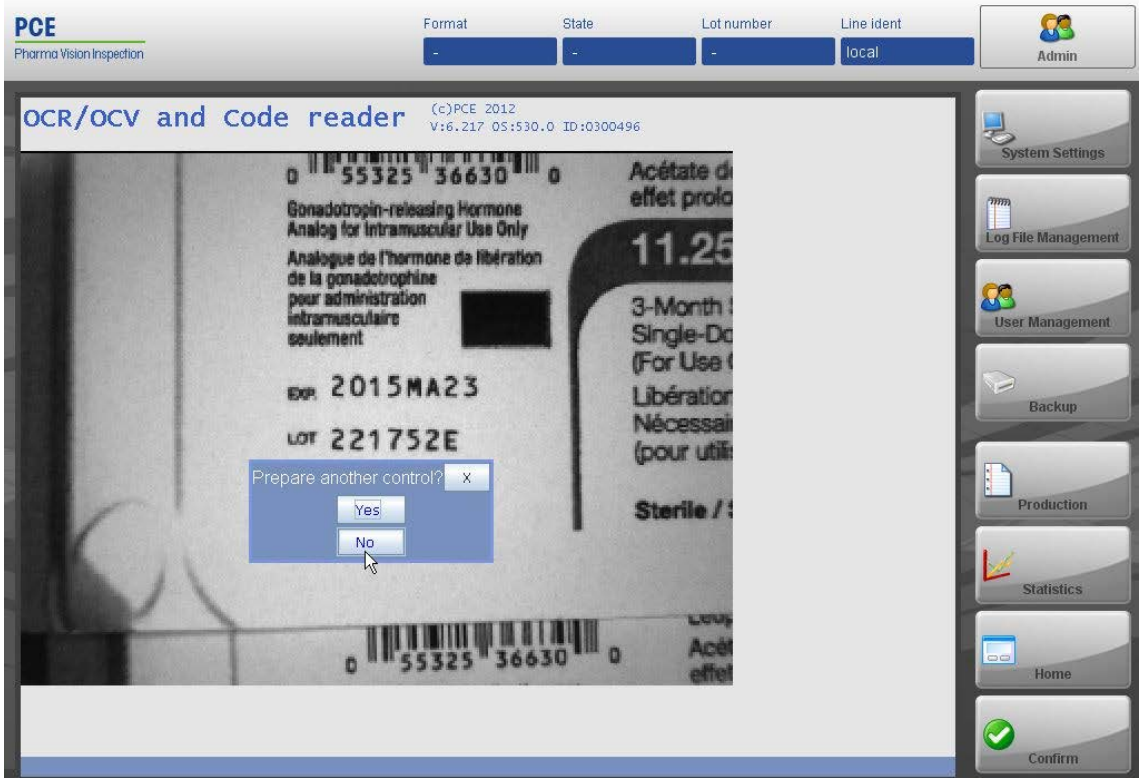 PCE
Pharma Vision Inspection
Format
State
Lot number
Line ident
-
-
-
local
Admin
OCR/OCV and Code reader
(c)PCE 2012
V:6.217 OS:530.0 ID:0300496
0 55325 36630 0
Gonadotropin-releasing Hormone
Analog for Intramuscular Use Only
Analogue de l'hormone de libération
de la gonadotrophine
pour administration
intramusculaire
seulement
EXP. 2015MA23
LOT 221752E
Acétate d
effet prolo
11.25
3-Month
Single-Do
(For Use
Libération
Nécessai
(pour utili
Sterile /
Prepare another control? X
Yes
No
0 55325 36630 0
Acét
effet
System Settings
Log File Management
User Management
Backup
Production
Statistics
Home
Confirm